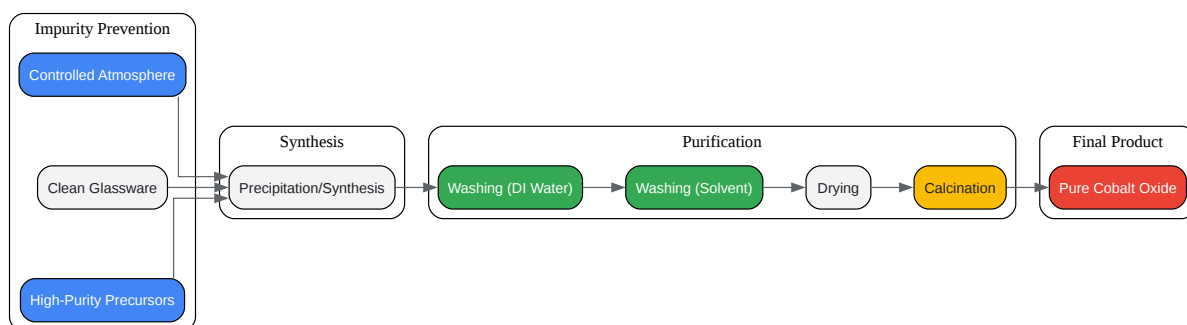 Impurity Prevention
Controlled Atmosphere
Clean Glassware
High-Purity Precursors
Synthesis
Precipitation/Synthesis
Purification
Washing (DI Water)
Washing (Solvent)
Drying
Calcination
Final Product
Pure Cobalt Oxide